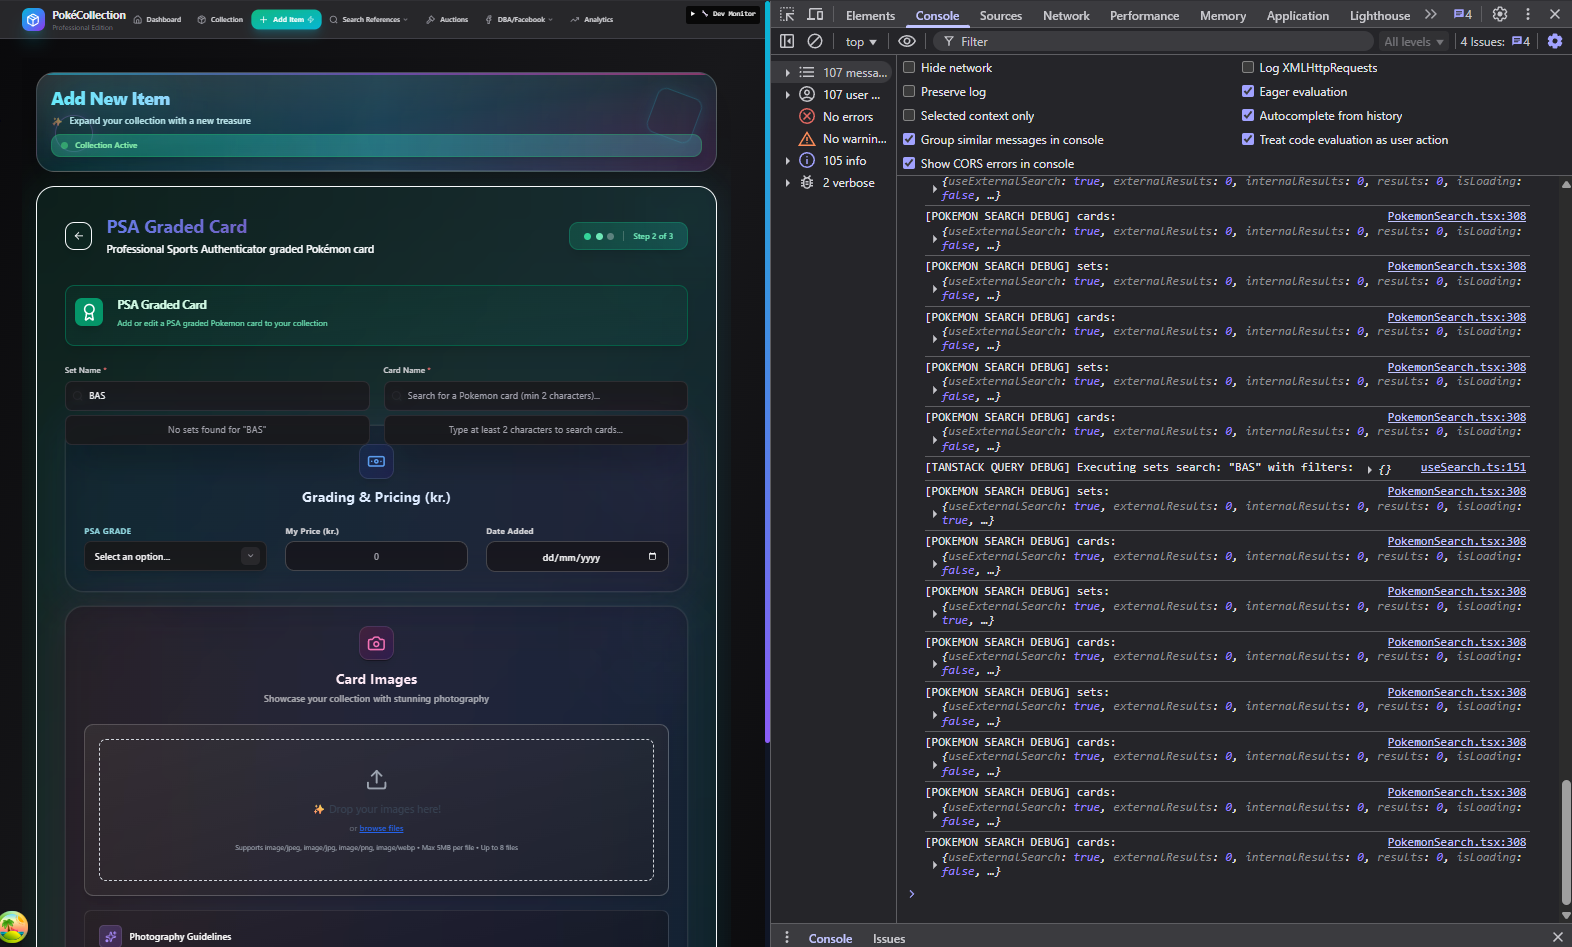 PokéCollection
Professional Edition
Dashboard
Collection
Add Item
Search References
Auctions
DBA/Facebook
Analytics
Dev Monitor
Add New Item
Expand your collection with a new treasure
Collection Active
PSA Graded Card
Professional Sports Authenticator graded Pokémon card
Step 2 of 3
PSA Graded Card
Add or edit a PSA graded Pokemon card to your collection
Set Name *
Card Name *
BAS
Search for a Pokemon card (min 2 characters)...
No sets found for "BAS"
Type at least 2 characters to search cards...
Grading & Pricing (kr.)
PSA GRADE
My Price (kr.)
Date Added
Select an option...
0
dd/mm/yyyy
Card Images
Showcase your collection with stunning photography
✨ Drop your images here!
or browse files
Supports image/jpeg, image/jpg, image/png, image/webp • Max 5MB per file • Up to 8 files
Photography Guidelines
Elements
Console
Sources
Network
Performance
Memory
Application
Lighthouse
4
top
Filter
All levels
4 Issues:
4
107 messa...
107 user ...
No errors
No warnin...
105 info
2 verbose
Hide network
Log XMLHttpRequests
Preserve log
Eager evaluation
Selected context only
Autocomplete from history
Group similar messages in console
Treat code evaluation as user action
Show CORS errors in console
{useExternalSearch: true, externalResults: 0, internalResults: 0, results: 0, isLoading:
false, …}
[POKEMON SEARCH DEBUG] cards: PokemonSearch.tsx:308
{useExternalSearch: true, externalResults: 0, internalResults: 0, results: 0, isLoading:
false, …}
[POKEMON SEARCH DEBUG] sets: PokemonSearch.tsx:308
{useExternalSearch: true, externalResults: 0, internalResults: 0, results: 0, isLoading:
false, …}
[POKEMON SEARCH DEBUG] cards: PokemonSearch.tsx:308
{useExternalSearch: true, externalResults: 0, internalResults: 0, results: 0, isLoading:
false, …}
[POKEMON SEARCH DEBUG] sets: PokemonSearch.tsx:308
{useExternalSearch: true, externalResults: 0, internalResults: 0, results: 0, isLoading:
false, …}
[POKEMON SEARCH DEBUG] cards: PokemonSearch.tsx:308
{useExternalSearch: true, externalResults: 0, internalResults: 0, results: 0, isLoading:
false, …}
[TANSTACK QUERY DEBUG] Executing sets search: "BAS" with filters: {} useSearch.ts:151
[POKEMON SEARCH DEBUG] sets: PokemonSearch.tsx:308
{useExternalSearch: true, externalResults: 0, internalResults: 0, results: 0, isLoading:
true, …}
[POKEMON SEARCH DEBUG] cards: PokemonSearch.tsx:308
{useExternalSearch: true, externalResults: 0, internalResults: 0, results: 0, isLoading:
false, …}
[POKEMON SEARCH DEBUG] sets: PokemonSearch.tsx:308
{useExternalSearch: true, externalResults: 0, internalResults: 0, results: 0, isLoading:
true, …}
[POKEMON SEARCH DEBUG] cards: PokemonSearch.tsx:308
{useExternalSearch: true, externalResults: 0, internalResults: 0, results: 0, isLoading:
false, …}
[POKEMON SEARCH DEBUG] sets: PokemonSearch.tsx:308
{useExternalSearch: true, externalResults: 0, internalResults: 0, results: 0, isLoading:
false, …}
[POKEMON SEARCH DEBUG] cards: PokemonSearch.tsx:308
{useExternalSearch: true, externalResults: 0, internalResults: 0, results: 0, isLoading:
false, …}
[POKEMON SEARCH DEBUG] cards: PokemonSearch.tsx:308
{useExternalSearch: true, externalResults: 0, internalResults: 0, results: 0, isLoading:
false, …}
[POKEMON SEARCH DEBUG] cards: PokemonSearch.tsx:308
{useExternalSearch: true, externalResults: 0, internalResults: 0, results: 0, isLoading:
false, …}
Console
Issues